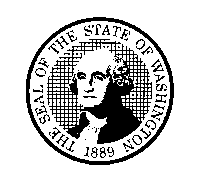 THE SEAL OF THE STATE OF WASHINGTON
1889